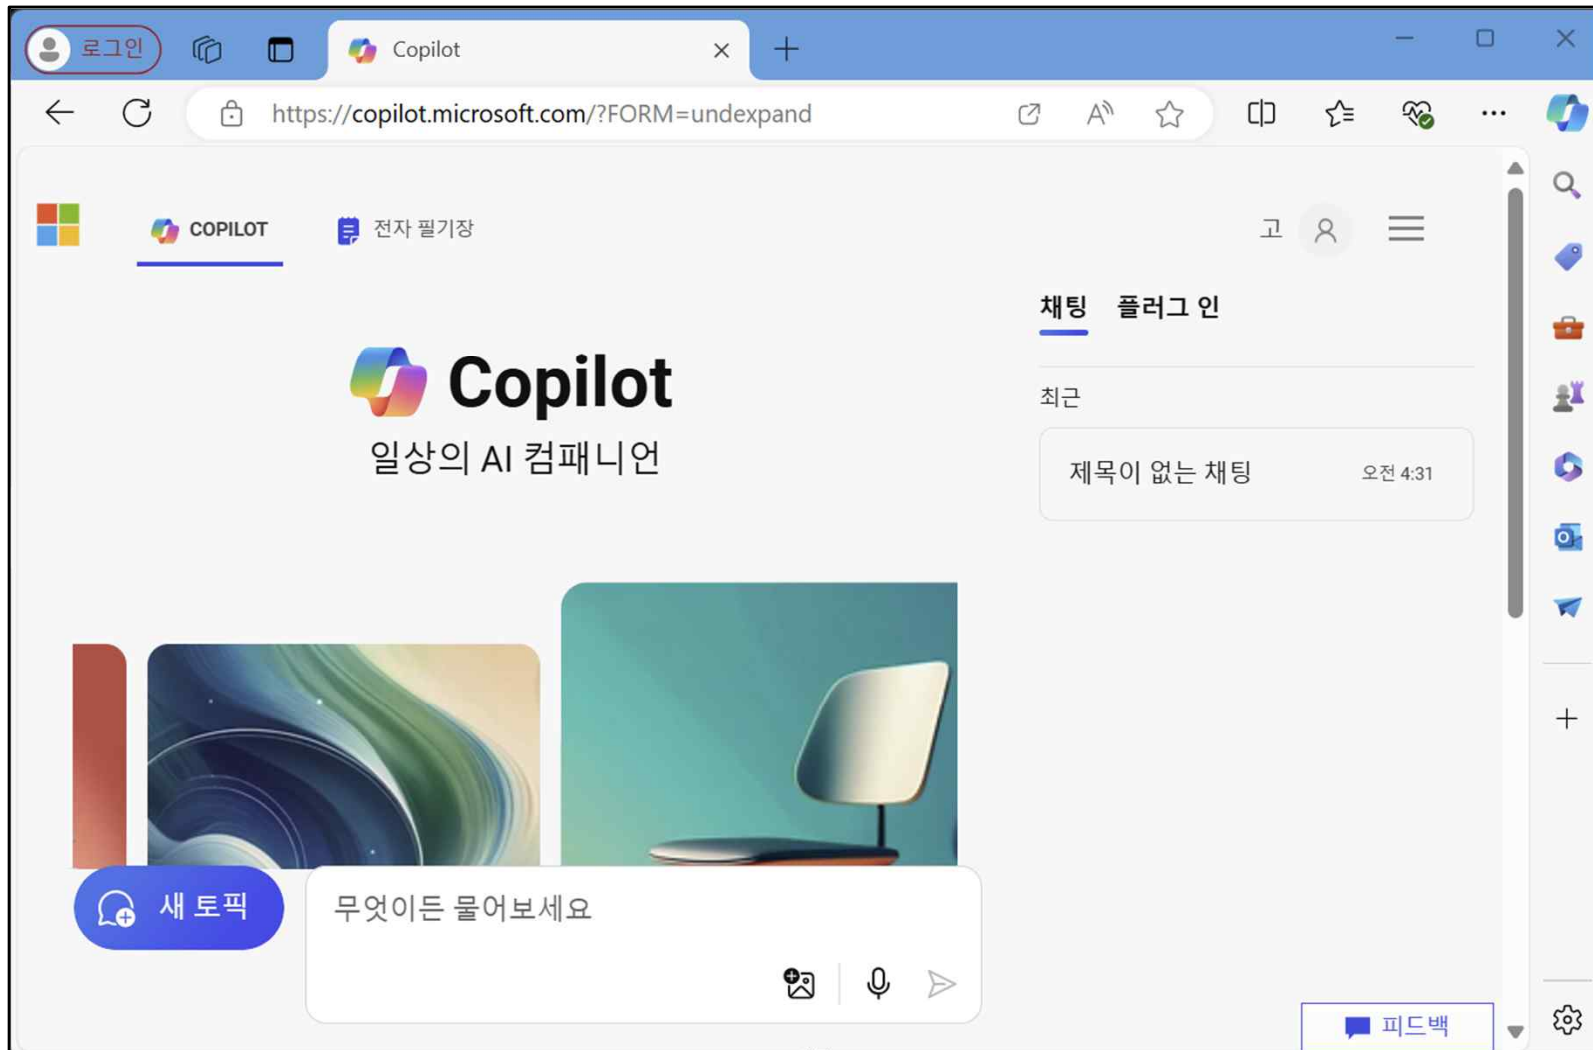 로그인
Copilot
https://copilot.microsoft.com/?FORM=undexpand
COPILOT
전자 필기장
고
채팅
플러그 인
Copilot
일상의 AI 컴패니언
최근
제목이 없는 채팅
오전 4:31
새 토픽
무엇이든 물어보세요
피드백